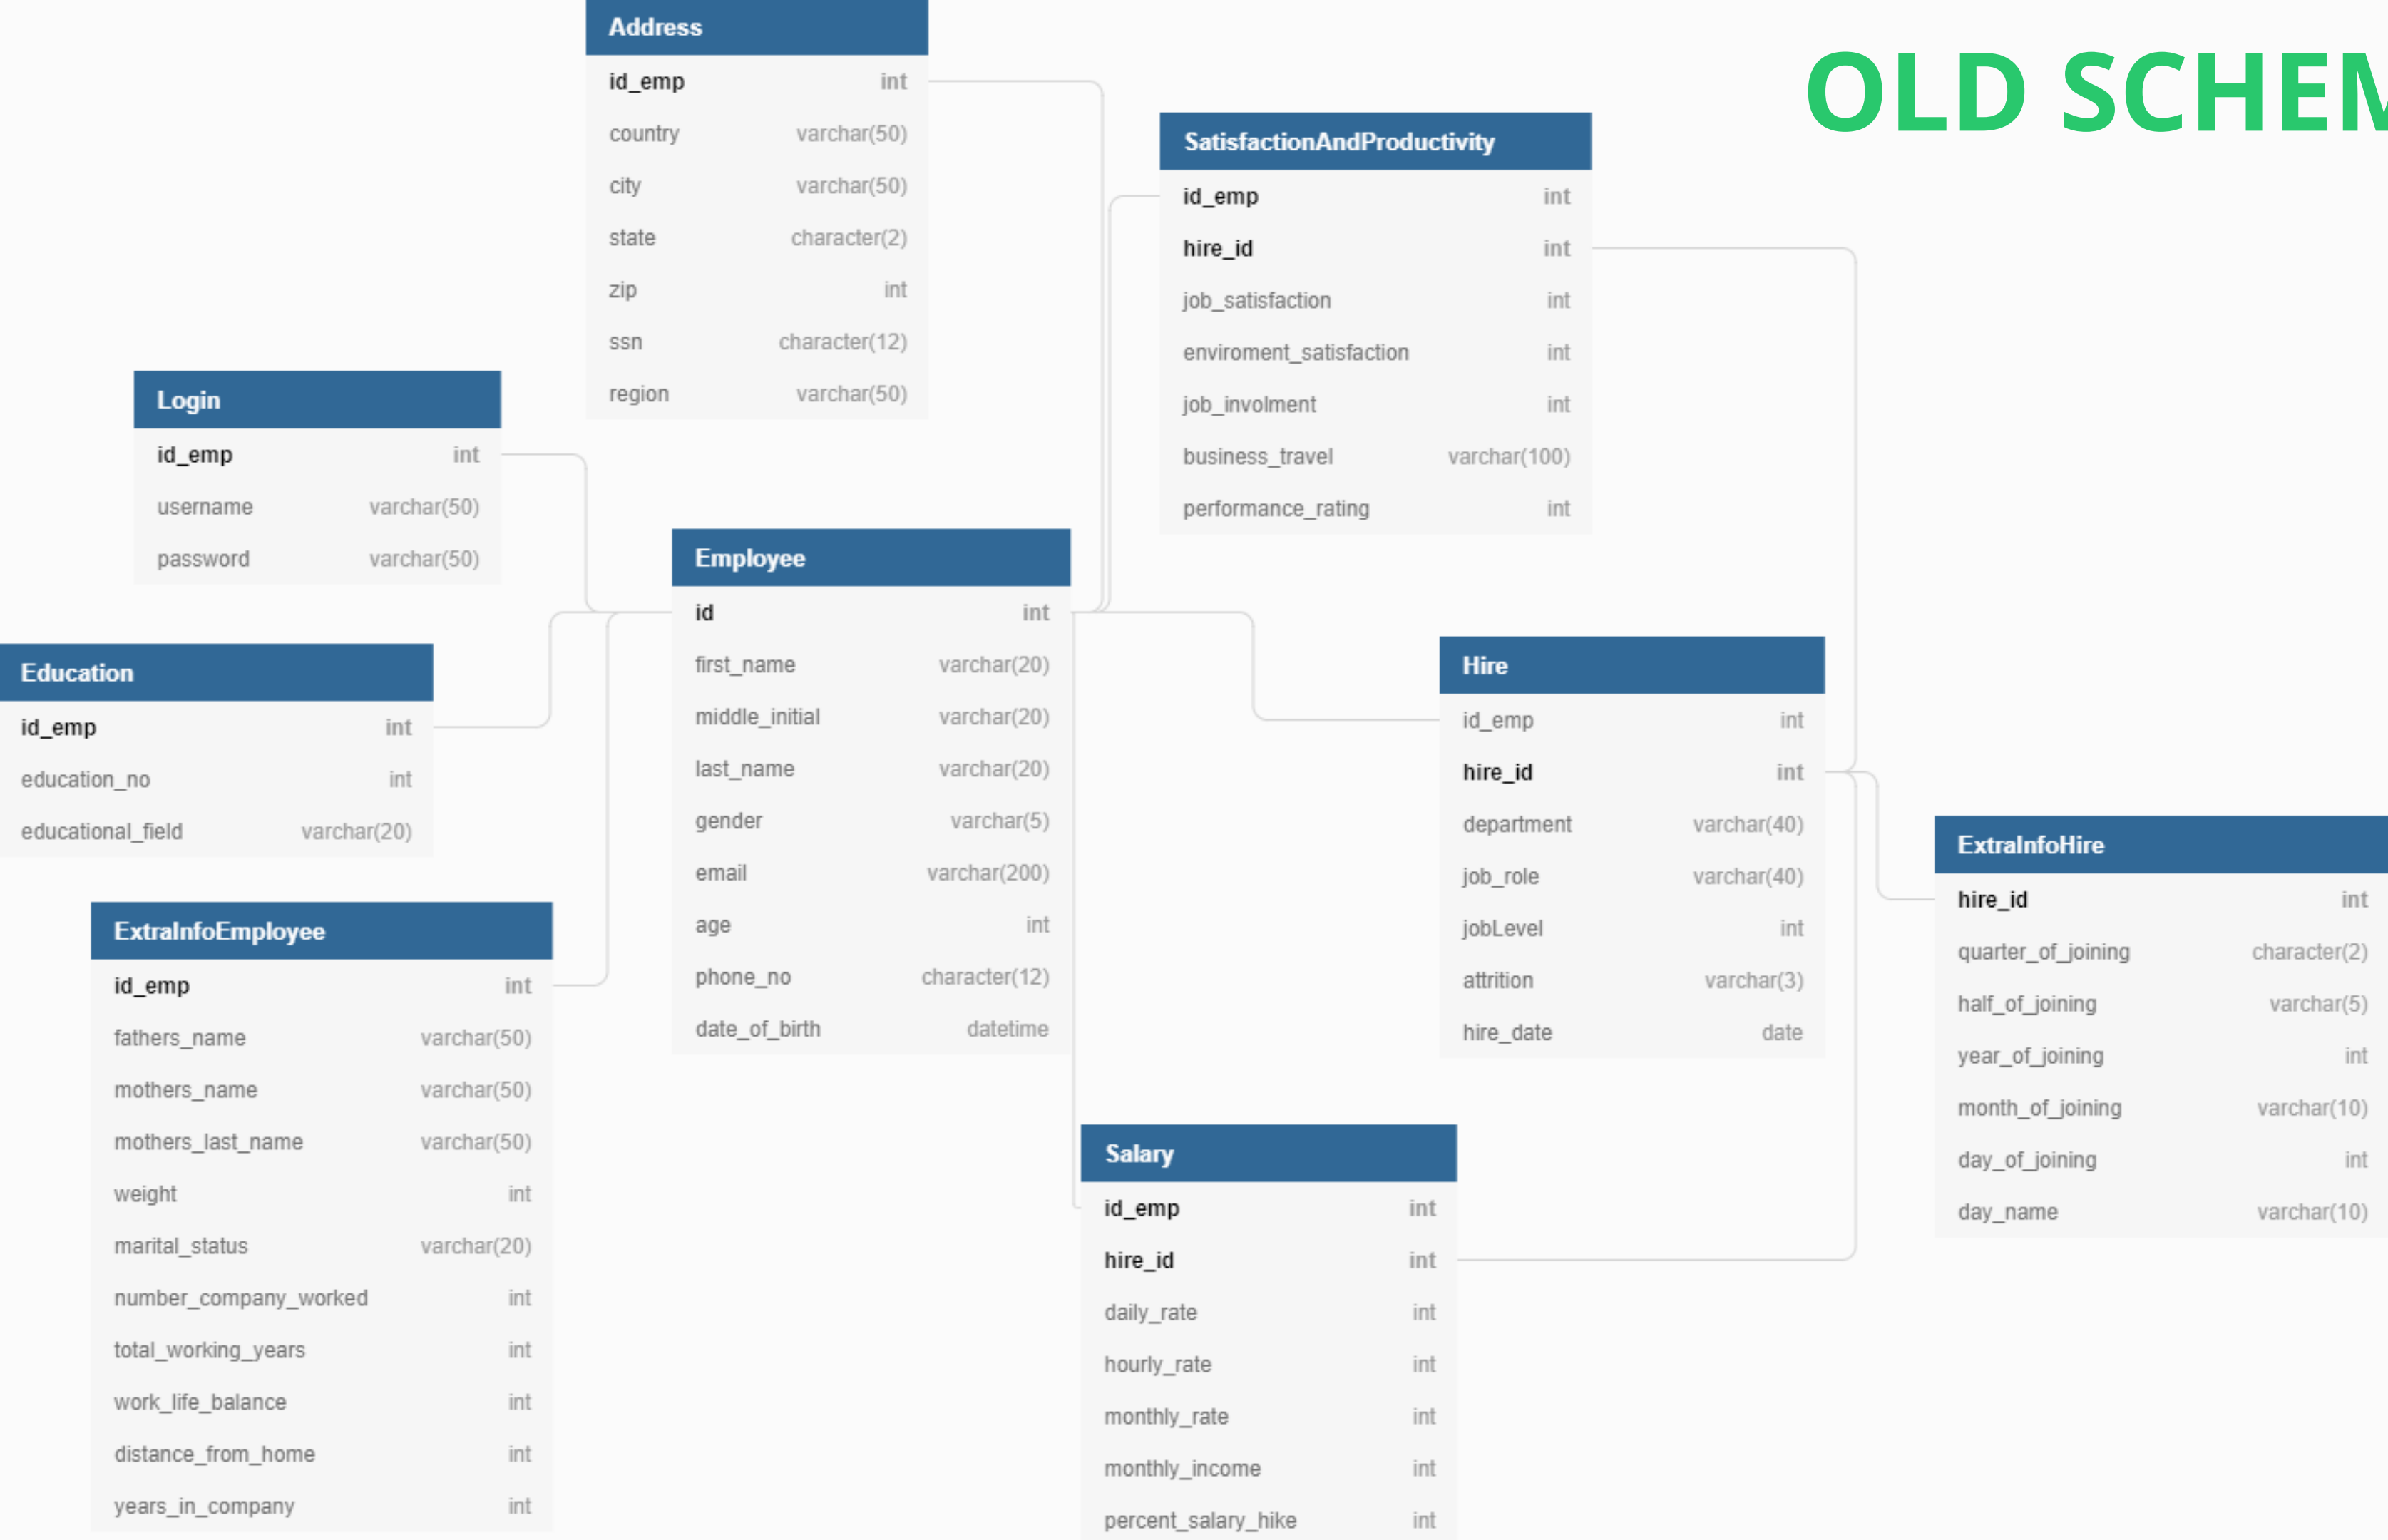 OLD SCHEM
Address
id_emp int
country varchar(50)
city varchar(50)
state character(2)
zip int
ssn character(12)
region varchar(50)
SatisfactionAndProductivity
id_emp int
hire_id int
job_satisfaction int
enviroment_satisfaction int
job_involment int
business_travel varchar(100)
performance_rating int
Login
id_emp int
username varchar(50)
password varchar(50)
Employee
id int
first_name varchar(20)
middle_initial varchar(20)
last_name varchar(20)
gender varchar(5)
email varchar(200)
age int
phone_no character(12)
date_of_birth datetime
Education
id_emp int
education_no int
educational_field varchar(20)
Hire
id_emp int
hire_id int
department varchar(40)
job_role varchar(40)
jobLevel int
attrition varchar(3)
hire_date date
ExtraInfoHire
hire_id int
quarter_of_joining character(2)
half_of_joining varchar(5)
year_of_joining int
month_of_joining varchar(10)
day_of_joining int
day_name varchar(10)
ExtraInfoEmployee
id_emp int
fathers_name varchar(50)
mothers_name varchar(50)
mothers_last_name varchar(50)
weight int
marital_status varchar(20)
number_company_worked int
total_working_years int
work_life_balance int
distance_from_home int
years_in_company int
Salary
id_emp int
hire_id int
daily_rate int
hourly_rate int
monthly_rate int
monthly_income int
percent_salary_hike int